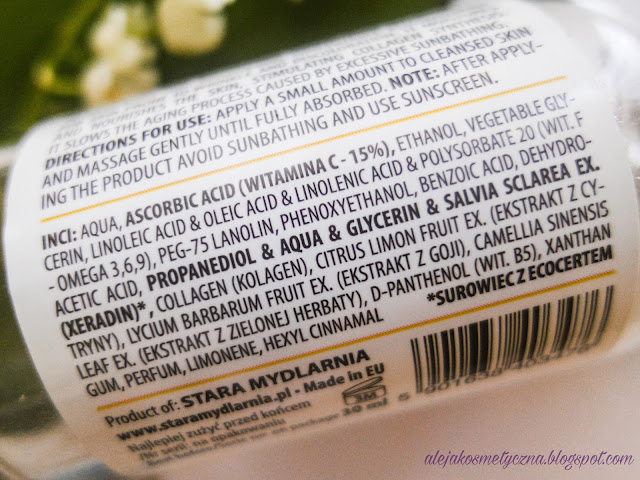 AND NOURISHES THE SKIN, STIMULATING COLLAGEN SYNTHESIS.
IT SLOWS THE AGING PROCESS CAUSED BY EXCESSIVE SUNBATHING.
DIRECTIONS FOR USE: APPLY A SMALL AMOUNT TO CLEANSED SKIN
AND MASSAGE GENTLY UNTIL FULLY ABSORBED. NOTE: AFTER APPLY-
ING THE PRODUCT AVOID SUNBATHING AND USE SUNSCREEN.
INCI: AQUA, ASCORBIC ACID (WITAMINA C - 15%), ETHANOL, VEGETABLE GLY-
CERIN, LINOLEIC ACID & OLEIC ACID & LINOLENIC ACID & POLYSORBATE 20 (WIT. F
- OMEGA 3,6,9), PEG-75 LANOLIN, PHENOXYETHANOL, BENZOIC ACID, DEHYDRO-
ACETIC ACID, PROPANEDIOL & AQUA & GLYCERIN & SALVIA SCLAREA EX.
(XERADIN)*, COLLAGEN (KOLAGEN), CITRUS LIMON FRUIT EX. (EKSTRAKT Z CY-
TRYNY), LYCIUM BARBARUM FRUIT EX. (EKSTRAKT Z GOJI), CAMELLIA SINENSIS
LEAF EX. (EKSTRAKT Z ZIELONEJ HERBATY), D-PANTHENOL (WIT. B5), XANTHAN
GUM, PERFUM, LIMONENE, HEXYL CINNAMAL
*SUROWIEC Z ECOCERTEM
Product of: STARA MYDLARNIA
www.staramydlarnia.pl - Made in EU
Najlepiej zużyć przed końcem
/Nr serii: na opakowaniu
3M
30 ml
alejakosmetyczna.blogspot.com